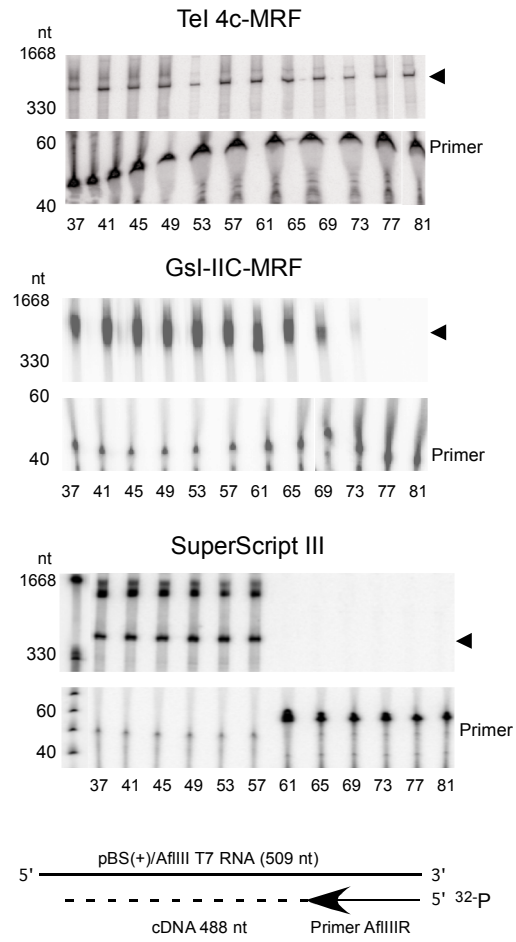 TeI 4c-MRF
nt
1668
330
60
Primer
40
37 41 45 49 53 57 61 65 69 73 77 81
GsI-IIC-MRF
nt
1668
330
60
40
Primer
37 41 45 49 53 57 61 65 69 73 77 81
SuperScript III
nt
1668
330
60
Primer
40
37 41 45 49 53 57 61 65 69 73 77 81
pBS(+)/AflIII T7 RNA (509 nt)
5' 3'
5' 32-P
cDNA 488 nt Primer AflIIIR